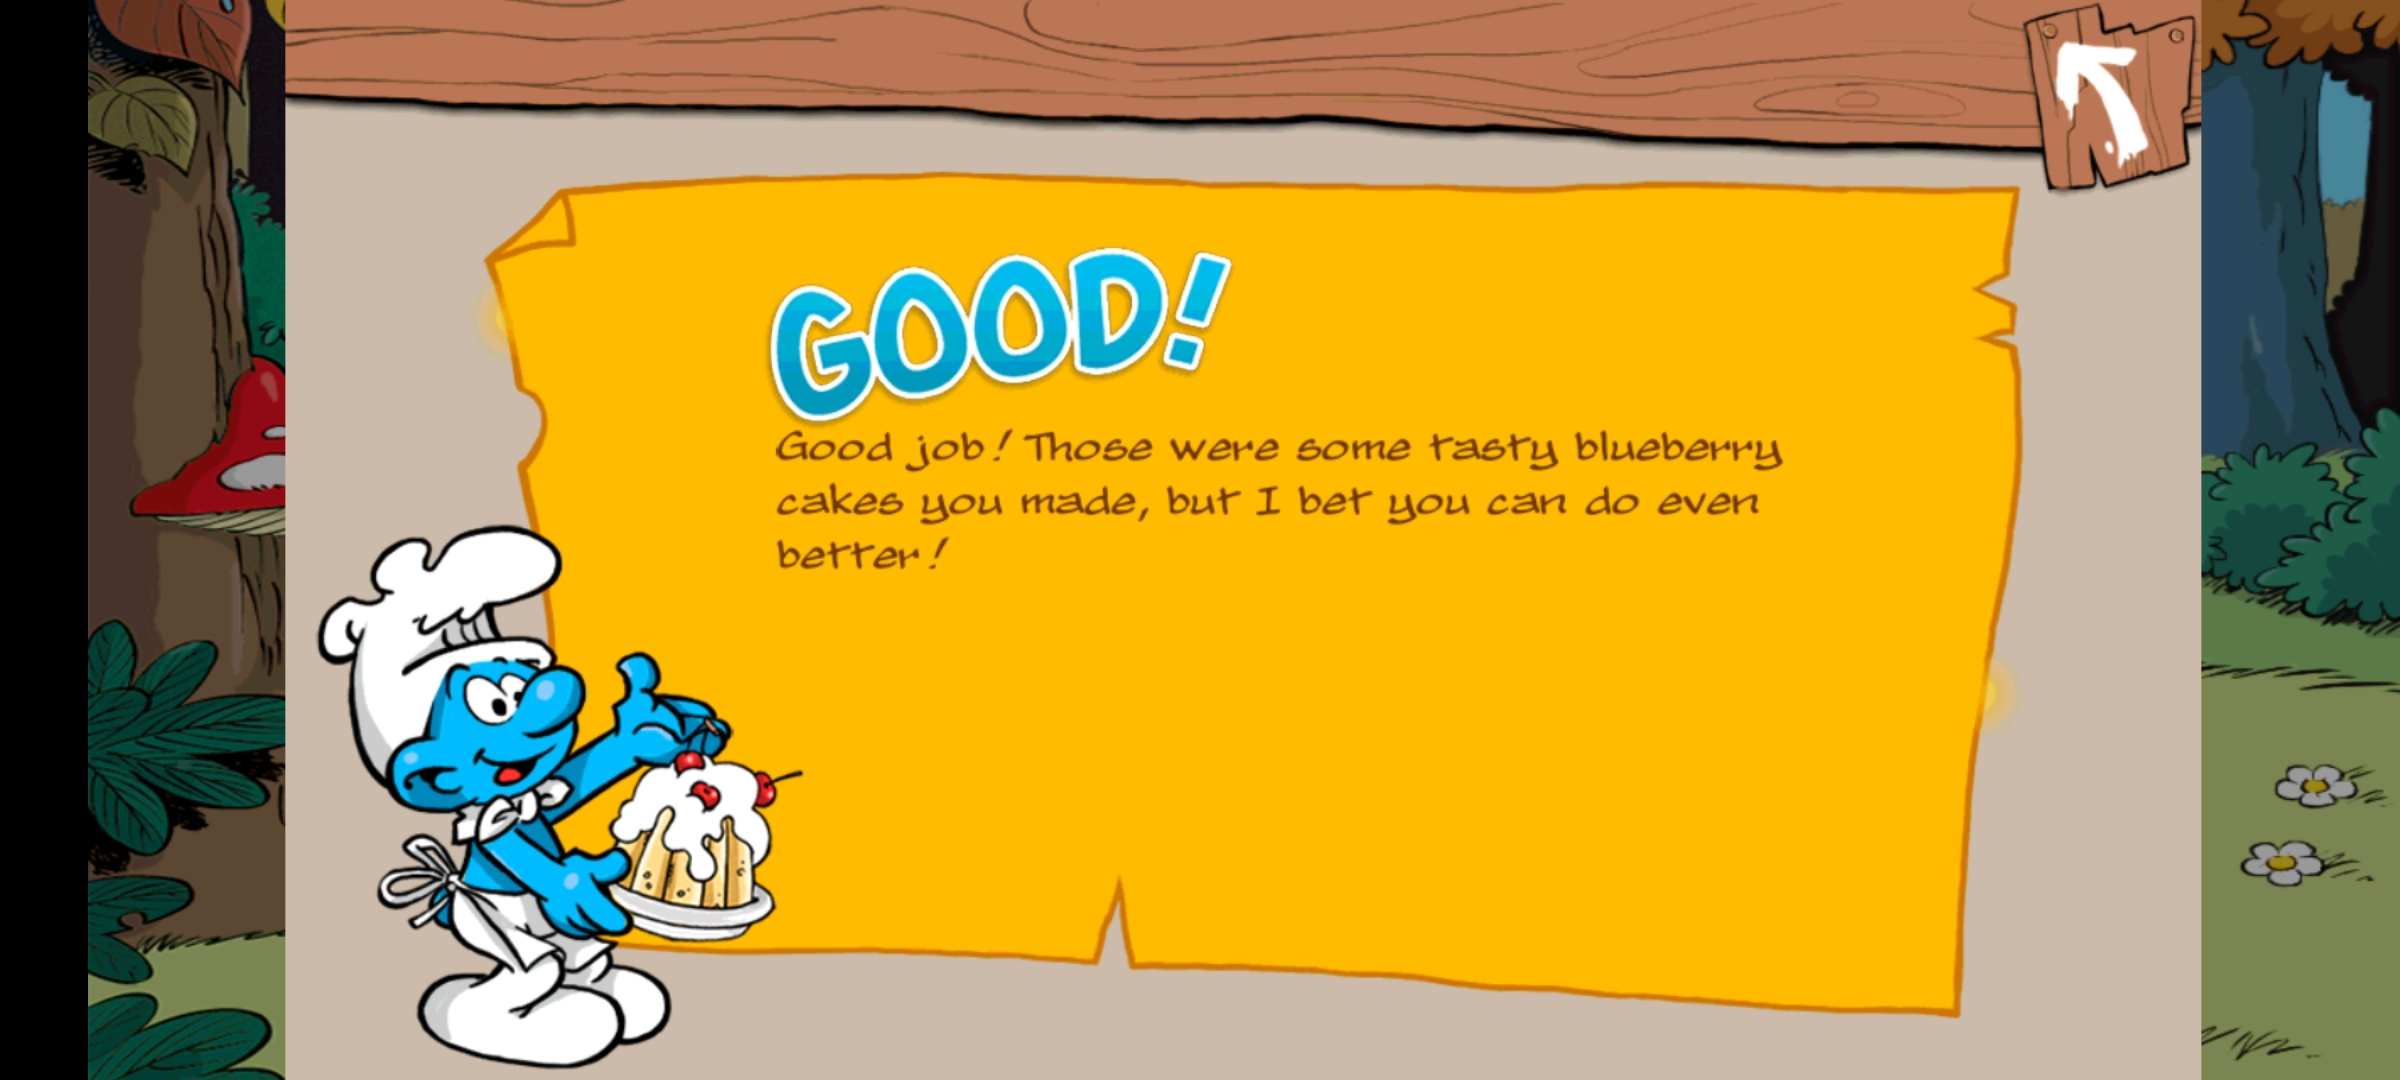 GOOD!
Good job! Those were some tasty blueberry
cakes you made, but I bet you can do even
better!